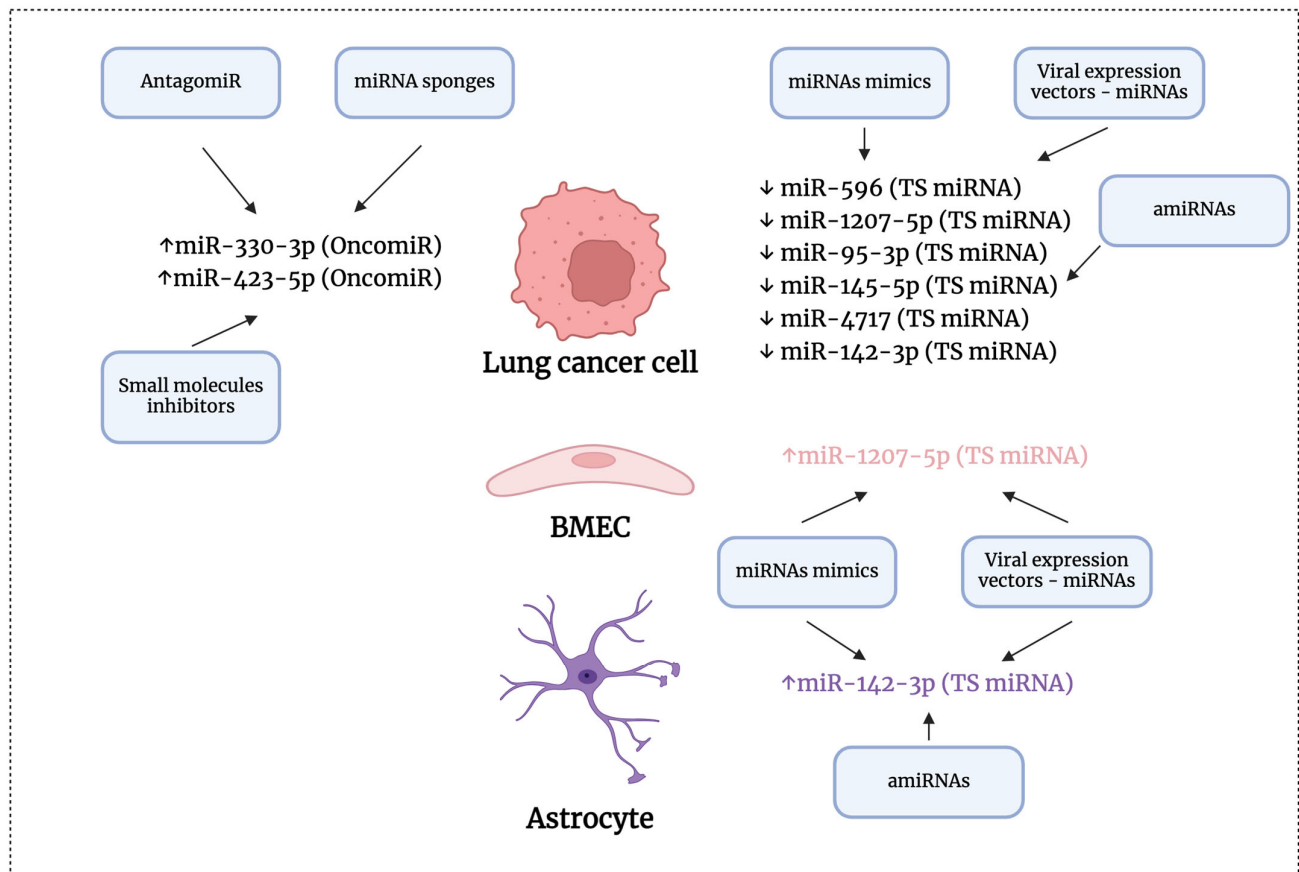 AntagomiR
miRNA sponges
↑miR-330-3p (OncomiR)
↑miR-423-5p (OncomiR)
Small molecules
inhibitors
Lung cancer cell
miRNAs mimics
Viral expression
vectors - miRNAs
↓ miR-596 (TS miRNA)
↓ miR-1207-5p (TS miRNA)
↓ miR-95-3p (TS miRNA)
↓ miR-145-5p (TS miRNA)
↓ miR-4717 (TS miRNA)
↓ miR-142-3p (TS miRNA)
amiRNAs
BMEC
↑miR-1207-5p (TS miRNA)
miRNAs mimics
Viral expression
vectors - miRNAs
↑miR-142-3p (TS miRNA)
amiRNAs
Astrocyte